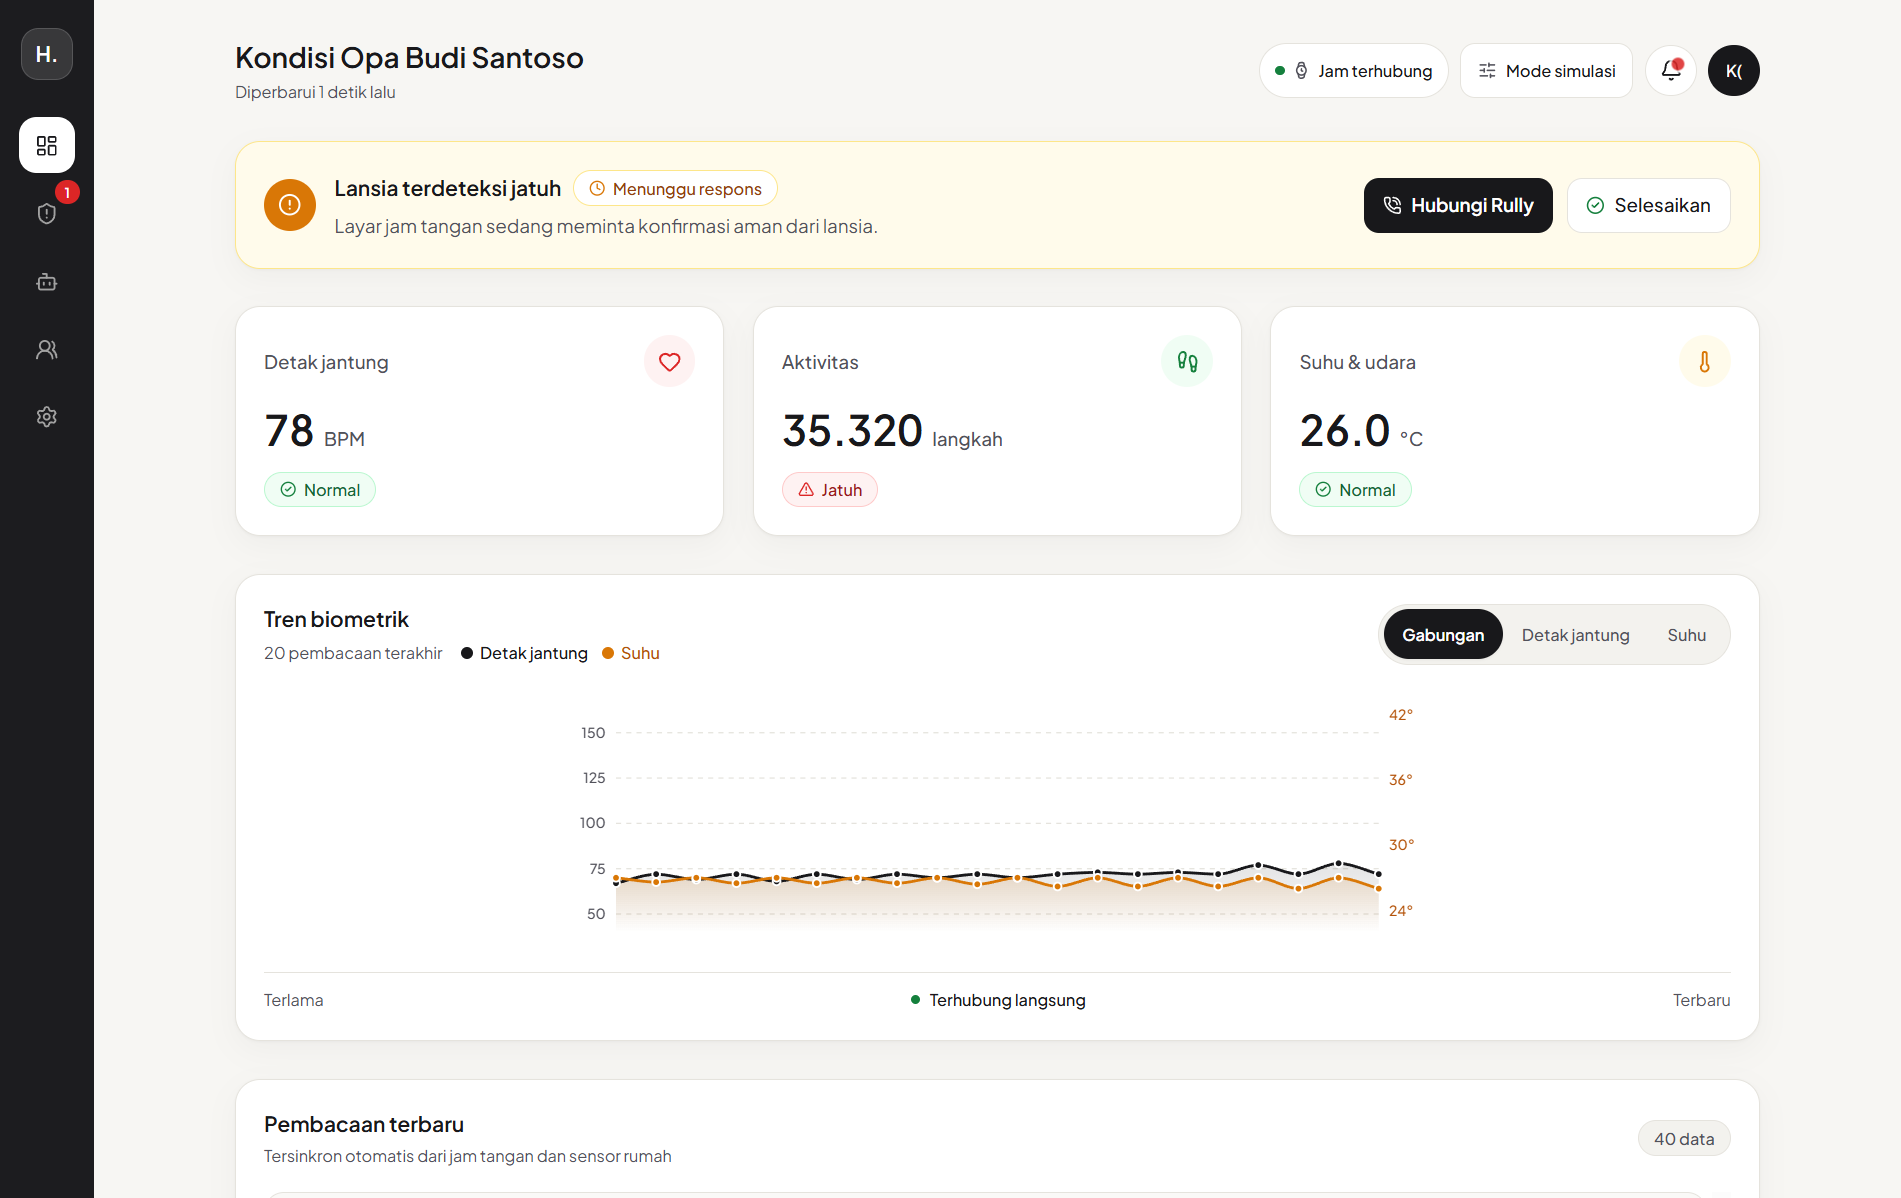 H.
Kondisi Opa Budi Santoso
Diperbarui 1 detik lalu
Jam terhubung
Mode simulasi
K(
1
Lansia terdeteksi jatuh
Menunggu respons
Layar jam tangan sedang meminta konfirmasi aman dari lansia.
Hubungi Rully
Selesaikan
Detak jantung
78 BPM
Normal
Aktivitas
35.320 langkah
Jatuh
Suhu & udara
26.0 °C
Normal
Tren biometrik
20 pembacaan terakhir
Detak jantung
Suhu
Gabungan
Detak jantung
Suhu
150
125
100
75
50
42°
36°
30°
24°
Terlama
Terhubung langsung
Terbaru
Pembacaan terbaru
Tersinkron otomatis dari jam tangan dan sensor rumah
40 data